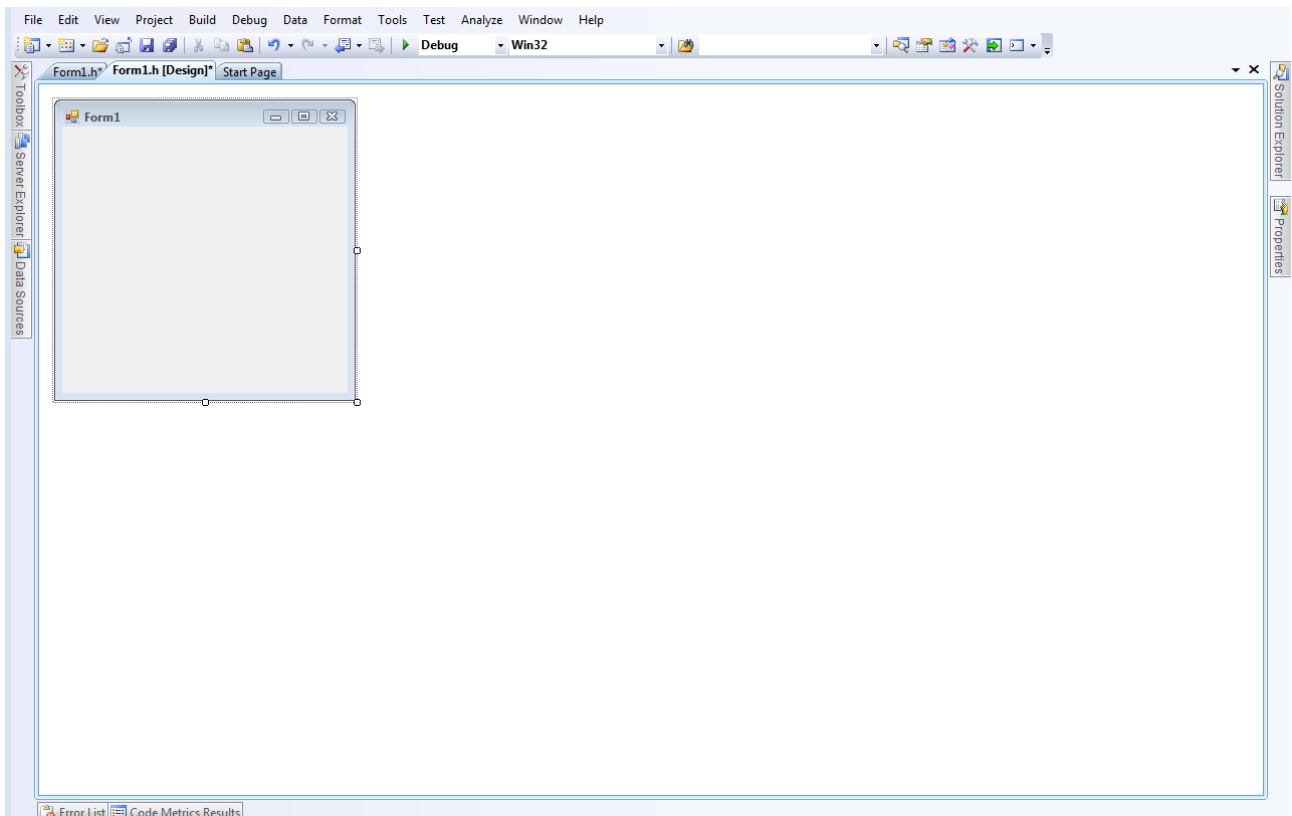 File Edit View Project Build Debug Data Format Tools Test Analyze Window Help
Debug Win32
Form1.h* Form1.h [Design]* Start Page
Toolbox
Server Explorer
Data Sources
Form1
Solution Explorer
Properties
Error List Code Metrics Results